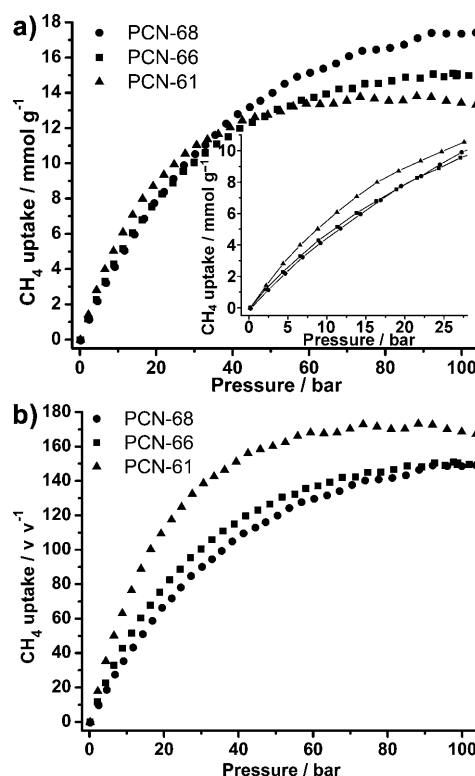 a)
PCN-68
PCN-66
PCN-61
CH₄ uptake / mmol g⁻¹
18
16
14
12
10
8
6
4
2
0
0 20 40 60 80 100
Pressure / bar
CH₄ uptake / mmol g⁻¹
10
8
6
4
2
0
0 5 10 15 20 25
Pressure / bar
b)
PCN-68
PCN-66
PCN-61
CH₄ uptake / v v⁻¹
180
160
140
120
100
80
60
40
20
0
0 20 40 60 80 100
Pressure / bar